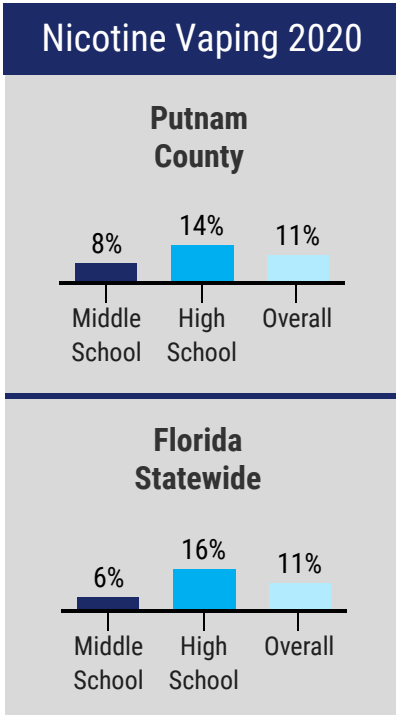 Nicotine Vaping 2020
Putnam
County
8%
14%
11%
Middle
School
High
School
Overall
Florida
Statewide
6%
16%
11%
Middle
School
High
School
Overall